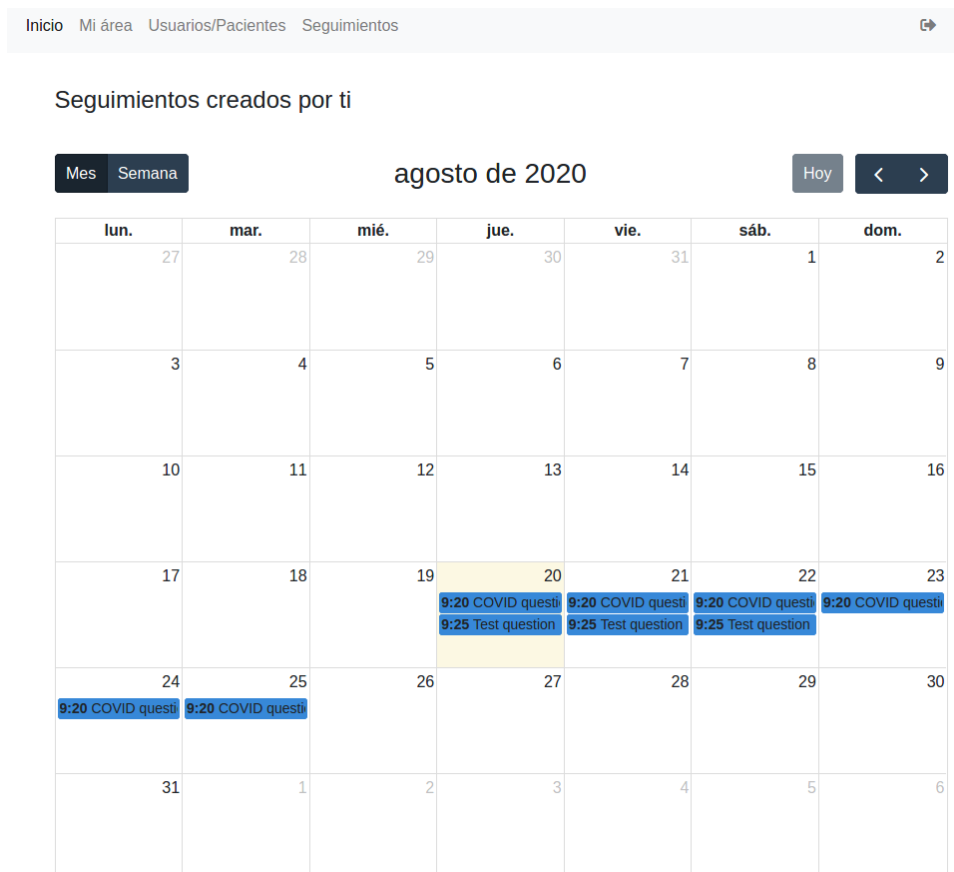 Inicio Mi área Usuarios/Pacientes Seguimientos
Seguimientos creados por ti
Mes Semana agosto de 2020 Hoy
lun. mar. mié. jue. vie. sáb. dom.
27 28 29 30 31 1 2
3 4 5 6 7 8 9
10 11 12 13 14 15 16
17 18 19 20 21 22 23
9:20 COVID questi 9:20 COVID questi 9:20 COVID questi 9:20 COVID questi
9:25 Test question 9:25 Test question 9:25 Test question
24 25 26 27 28 29 30
9:20 COVID questi 9:20 COVID questi
31 1 2 3 4 5 6